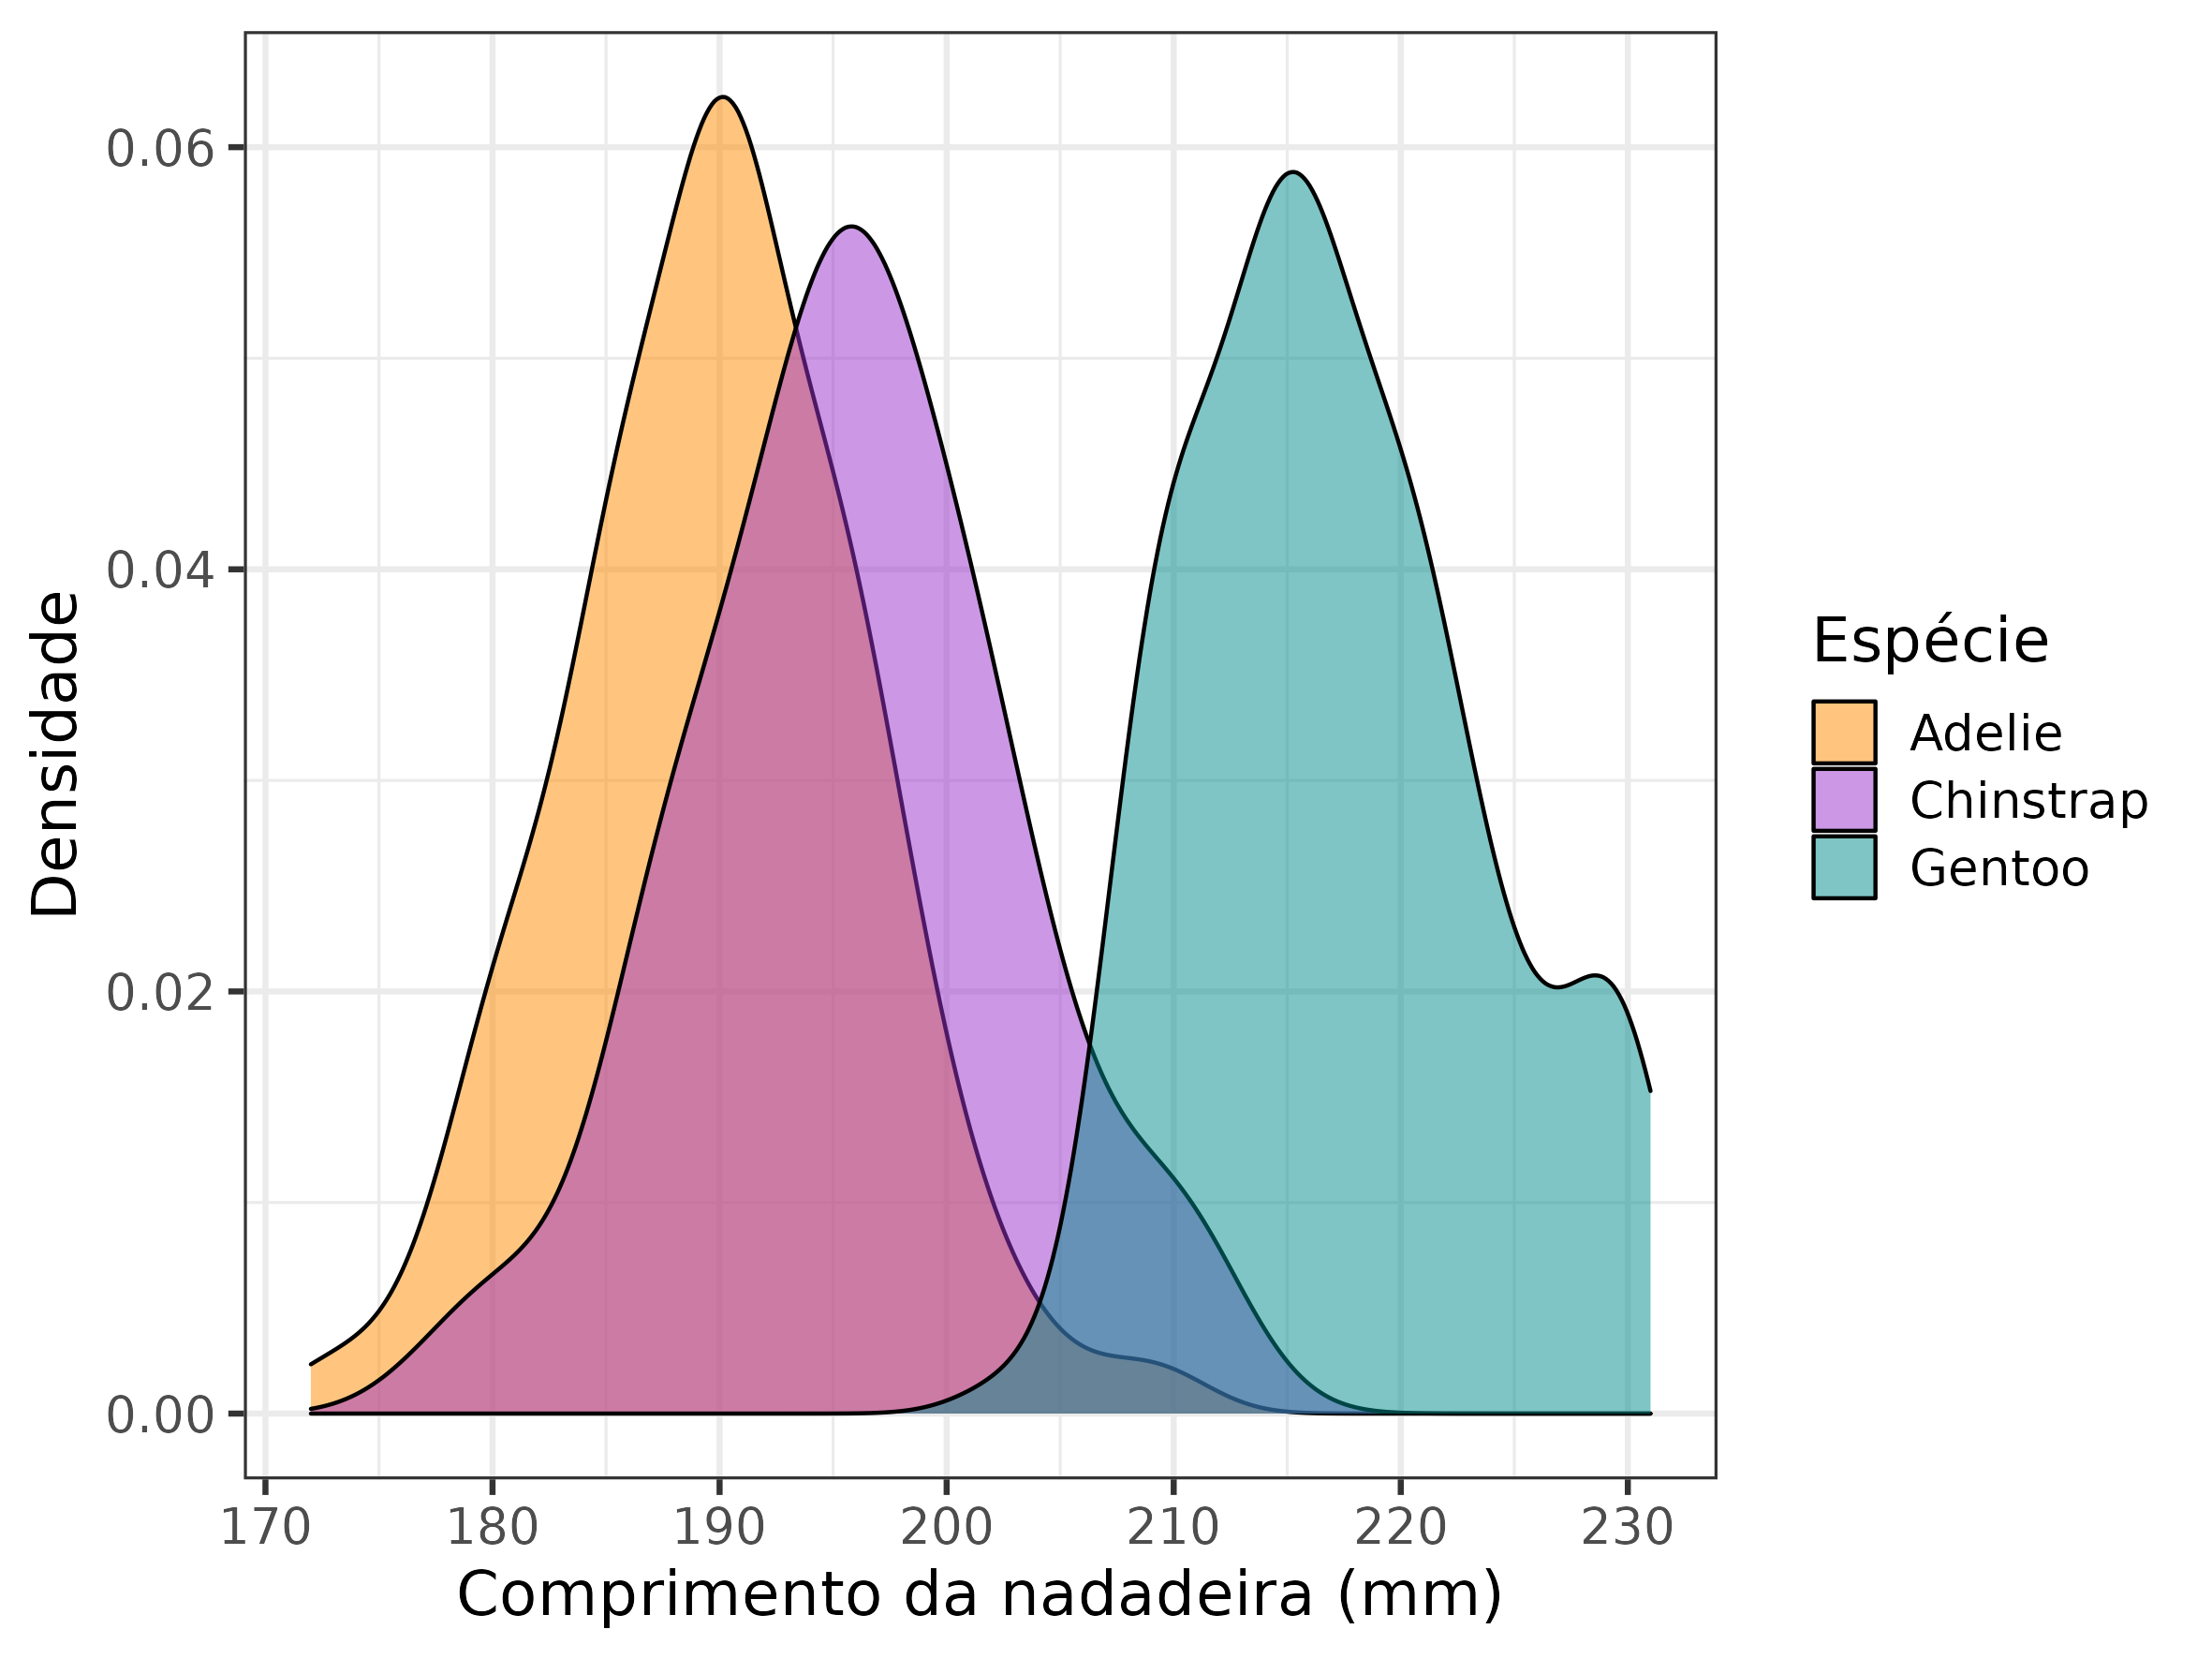 Densidade
0.06
0.04
0.02
0.00
170 180 190 200 210 220 230
Comprimento da nadadeira (mm)
Espécie
Adelie
Chinstrap
Gentoo